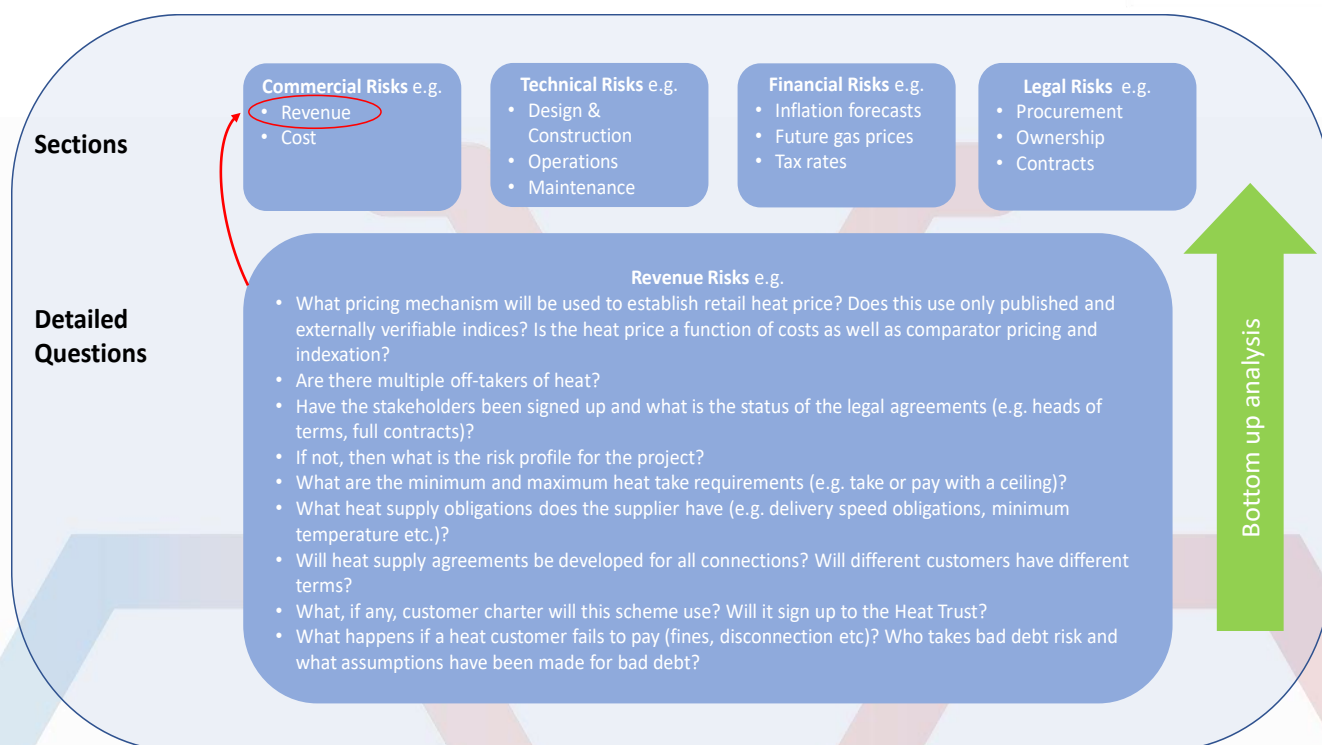 Sections
Commercial Risks e.g.
• Revenue
• Cost
Technical Risks e.g.
• Design &
Construction
• Operations
• Maintenance
Financial Risks e.g.
• Inflation forecasts
• Future gas prices
• Tax rates
Legal Risks e.g.
• Procurement
• Ownership
• Contracts
Detailed
Questions
Revenue Risks e.g.
• What pricing mechanism will be used to establish retail heat price? Does this use only published and
externally verifiable indices? Is the heat price a function of costs as well as comparator pricing and
indexation?
• Are there multiple off-takers of heat?
• Have the stakeholders been signed up and what is the status of the legal agreements (e.g. heads of
terms, full contracts)?
• If not, then what is the risk profile for the project?
• What are the minimum and maximum heat take requirements (e.g. take or pay with a ceiling)?
• What heat supply obligations does the supplier have (e.g. delivery speed obligations, minimum
temperature etc.)?
• Will heat supply agreements be developed for all connections? Will different customers have different
terms?
• What, if any, customer charter will this scheme use? Will it sign up to the Heat Trust?
• What happens if a heat customer fails to pay (fines, disconnection etc)? Who takes bad debt risk and
what assumptions have been made for bad debt?
Bottom up analysis